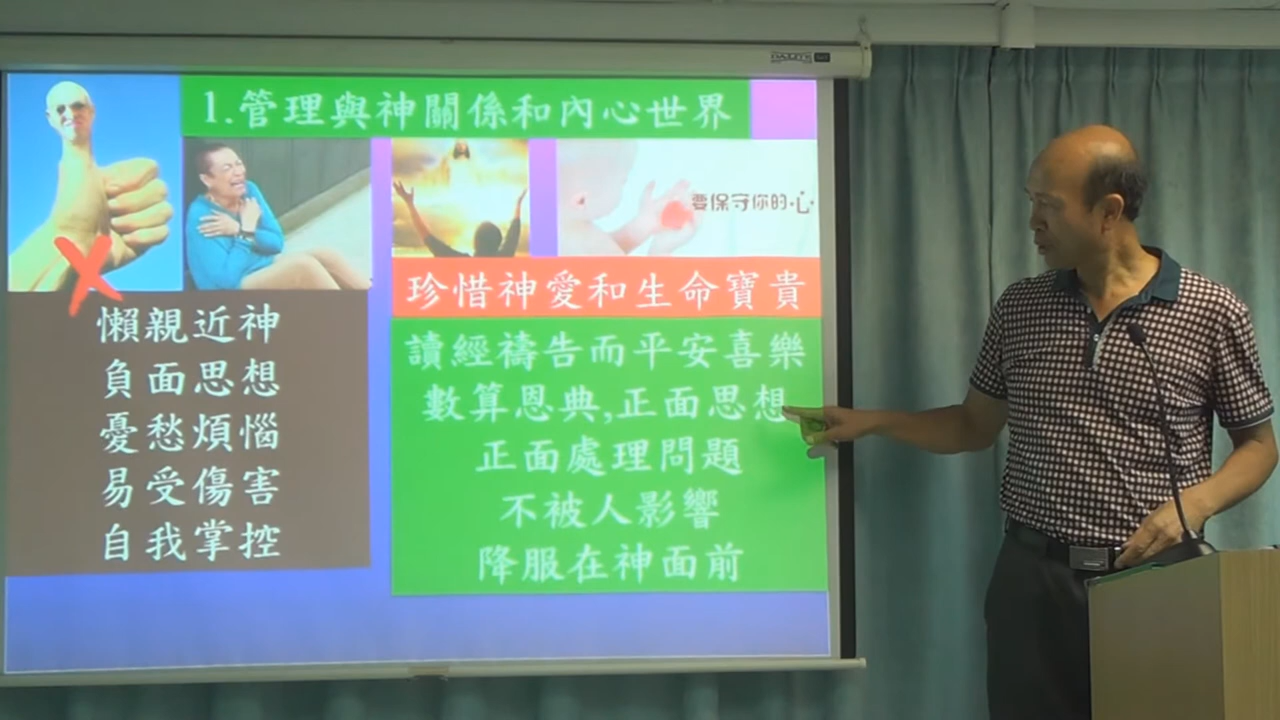 1.管理與神關係和內心世界
要保守你的心
珍惜神愛和生命寶貴
懶親近神
負面思想
憂愁煩惱
易受傷害
自我掌控
讀經禱告而平安喜樂
數算恩典,正面思想
正面處理問題
不被人影響
降服在神面前